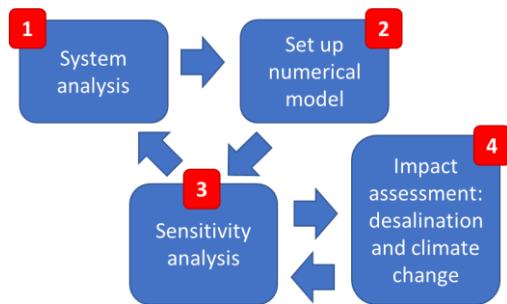 1
System
analysis
2
Set up
numerical
model
3
Sensitivity
analysis
4
Impact
assessment:
desalination
and climate
change